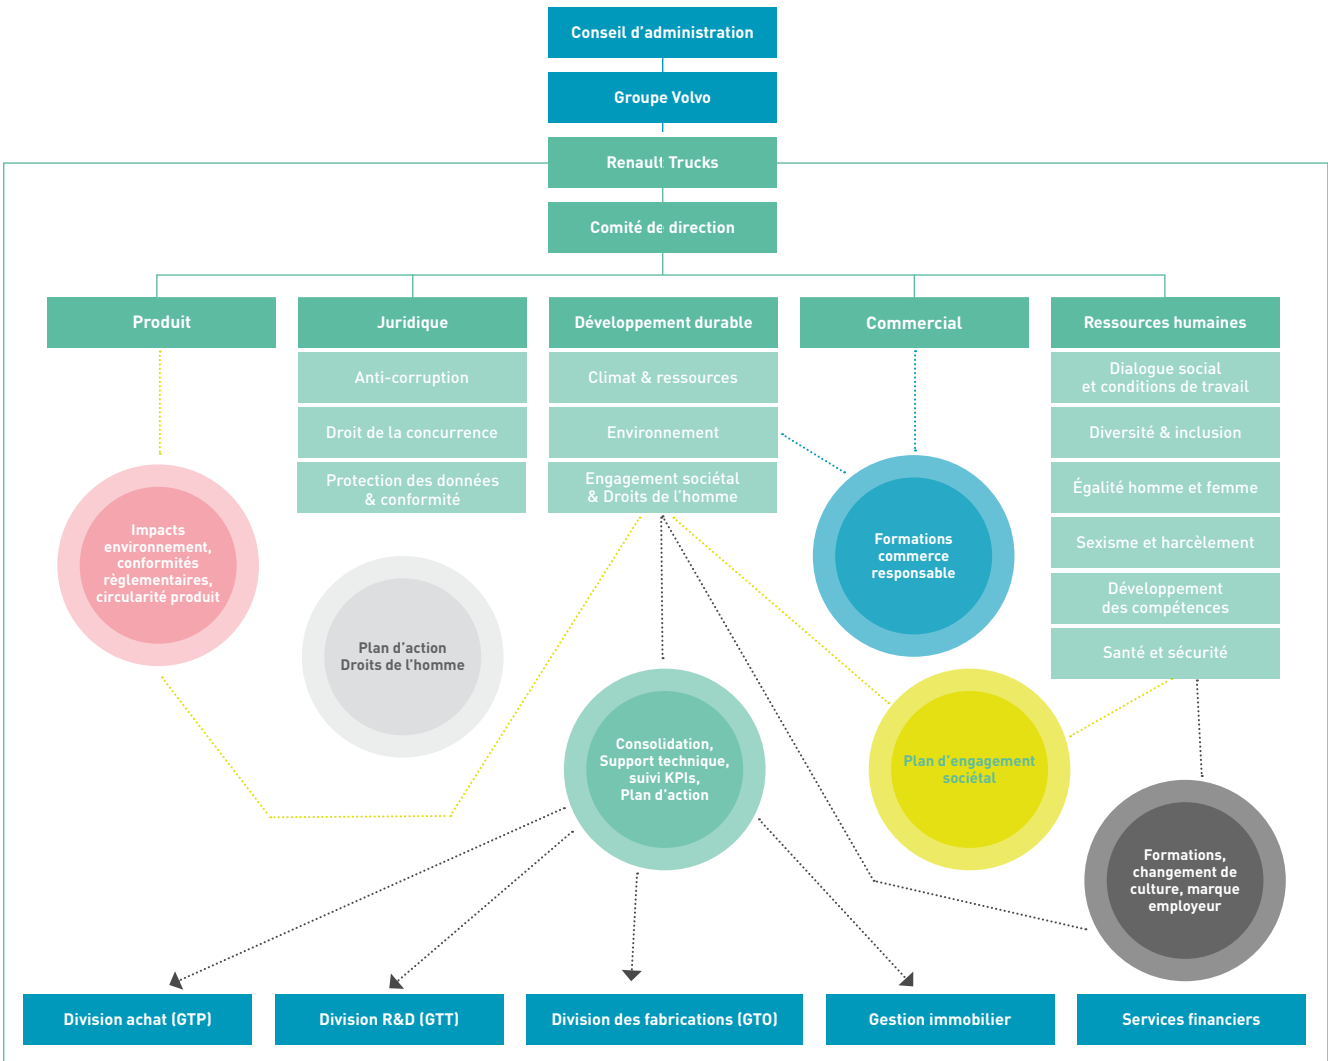 Conseil d'administration
Groupe Volvo
Renault Trucks
Comité de direction
Produit
Juridique
Développement durable
Commercial
Ressources humaines
Anti-corruption
Droit de la concurrence
Protection des données
& conformité
Climat & ressources
Environnement
Engagement sociétal
& Droits de l'homme
Dialogue social
et conditions de travail
Diversité & inclusion
Égalité homme et femme
Sexisme et harcèlement
Développement
des compétences
Santé et sécurité
Impacts
environnement,
conformités
règlementaires,
circularité produit
Plan d'action
Droits de l'homme
Formations
commerce
responsable
Consolidation,
Support technique,
suivi KPIs,
Plan d'action
Plan d'engagement
sociétal
Formations,
changement de
culture, marque
employeur
Division achat (GTP)
Division R&D (GTT)
Division des fabrications (GTO)
Gestion immobilier
Services financiers